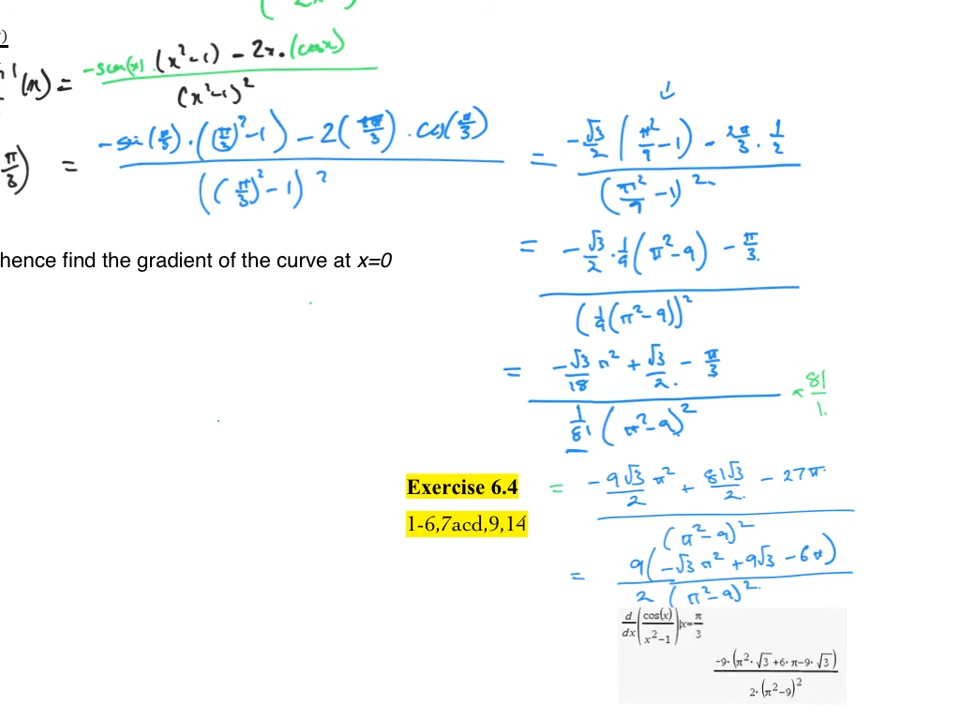 '(x) = (-sin(x)·(x²-1) - 2x·(cosx)) / (x²-1)²
π/3) = (-sin(π/3)·((π/3)²-1) - 2(π/3)·cos(π/3)) / ((π/3)²-1)²
= (-√3/2 (π²/9 - 1) - 2π/3 · 1/2) / (π²/9 - 1)²
= (-√3/2 · 1/9 (π²-9) - π/3) / (1/9(π²-9))²
hence find the gradient of the curve at x=0
= (-√3/18 π² + √3/2 - π/3) / (1/81 (π²-9)²) × 81/1
Exercise 6.4
1-6,7acd,9,14
= (-9√3/2 π² + 81√3/2 - 27π) / (π²-9)²
= 9(-√3 π² + 9√3 - 6π) / 2(π²-9)²
d/dx(cos(x)/(x²-1))|x=π/3
-9·(π²·√3+6·π-9·√3) / 2·(π²-9)²